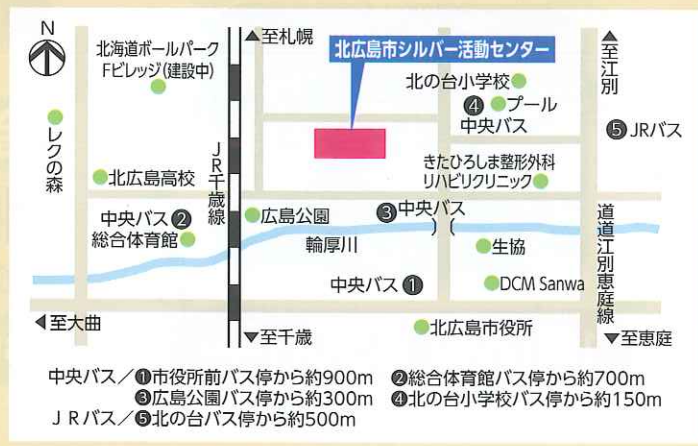 N
北海道ボールパーク
Fビレッジ(建設中)
▲至札幌
北広島市シルバー活動センター
▲至江別
北の台小学校
④プール
中央バス
⑤JRバス
レクの森
北広島高校
JR千歳線
きたひろしま整形外科
リハビリクリニック
中央バス②
総合体育館
広島公園
③中央バス
輪厚川
生協
道道江別恵庭線
中央バス①
DCM Sanwa
◀至大曲
▼至千歳
北広島市役所
▼至恵庭
中央バス／❶市役所前バス停から約900m ❷総合体育館バス停から約700m
❸広島公園バス停から約300m ❹北の台小学校バス停から約150m
JRバス／❺北の台バス停から約500m